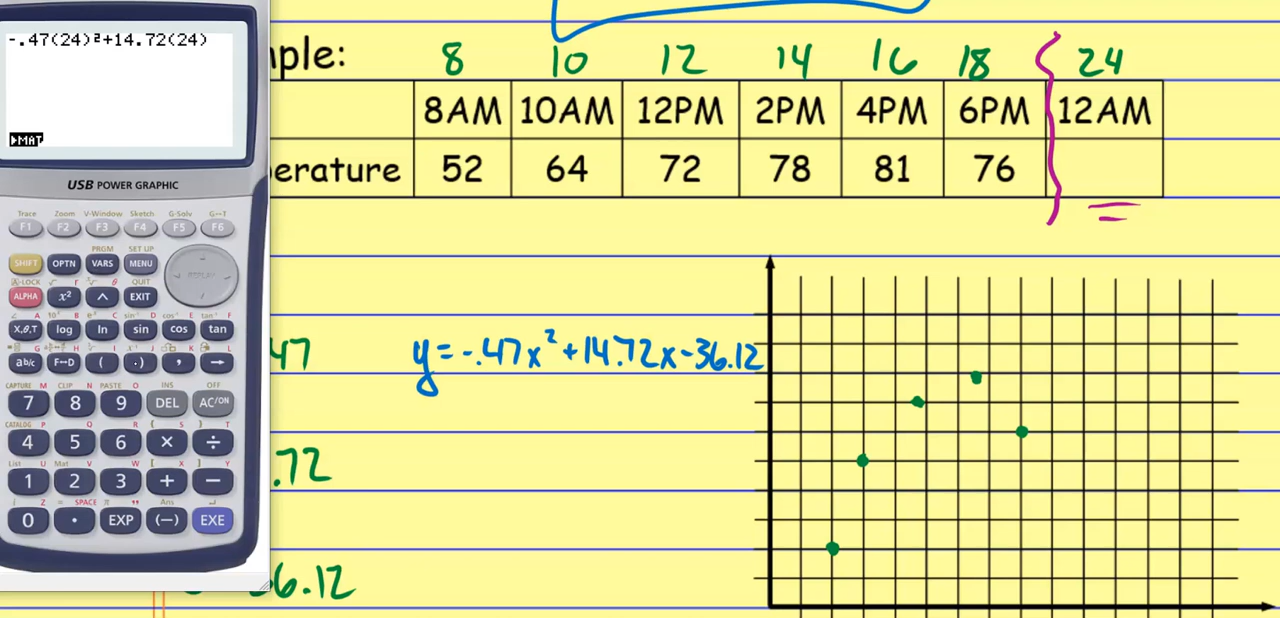 -.47(24)²+14.72(24)
▶MAT
USB POWER GRAPHIC
Trace Zoom V-Window Sketch G-Solv G↔T
F1 F2 F3 F4 F5 F6
PRGM SET UP
SHIFT OPTN VARS MENU REPLAY
A-LOCK QUIT
ALPHA x² ^ EXIT
X,θ,T log ln sin cos tan
a b/c F↔D ( ) , →
CAPTURE M CLIP N PASTE O INS OFF
7 8 9 DEL AC/ON
CATALOG P Q R { S } T
4 5 6 × ÷
List U Mat V W [ X ] Y
1 2 3 + −
i Z = SPACE π " Ans
0 . EXP (−) EXE
ple:
8 10 12 14 16 18 24
8AM 10AM 12PM 2PM 4PM 6PM 12AM
erature 52 64 72 78 81 76
47
y=-.47x²+14.72x-36.12
.72
36.12